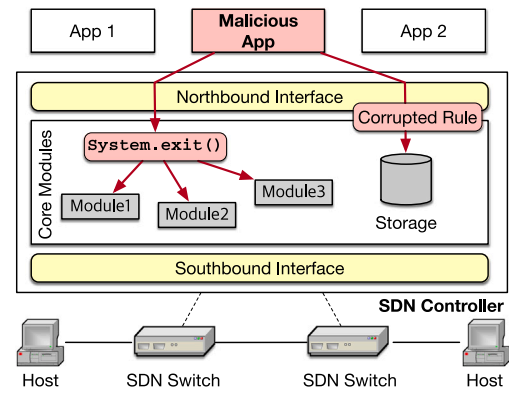 App 1
Malicious
App
App 2
Northbound Interface
Corrupted Rule
Core Modules
System.exit()
Module1
Module2
Module3
Storage
Southbound Interface
SDN Controller
Host
SDN Switch
SDN Switch
Host